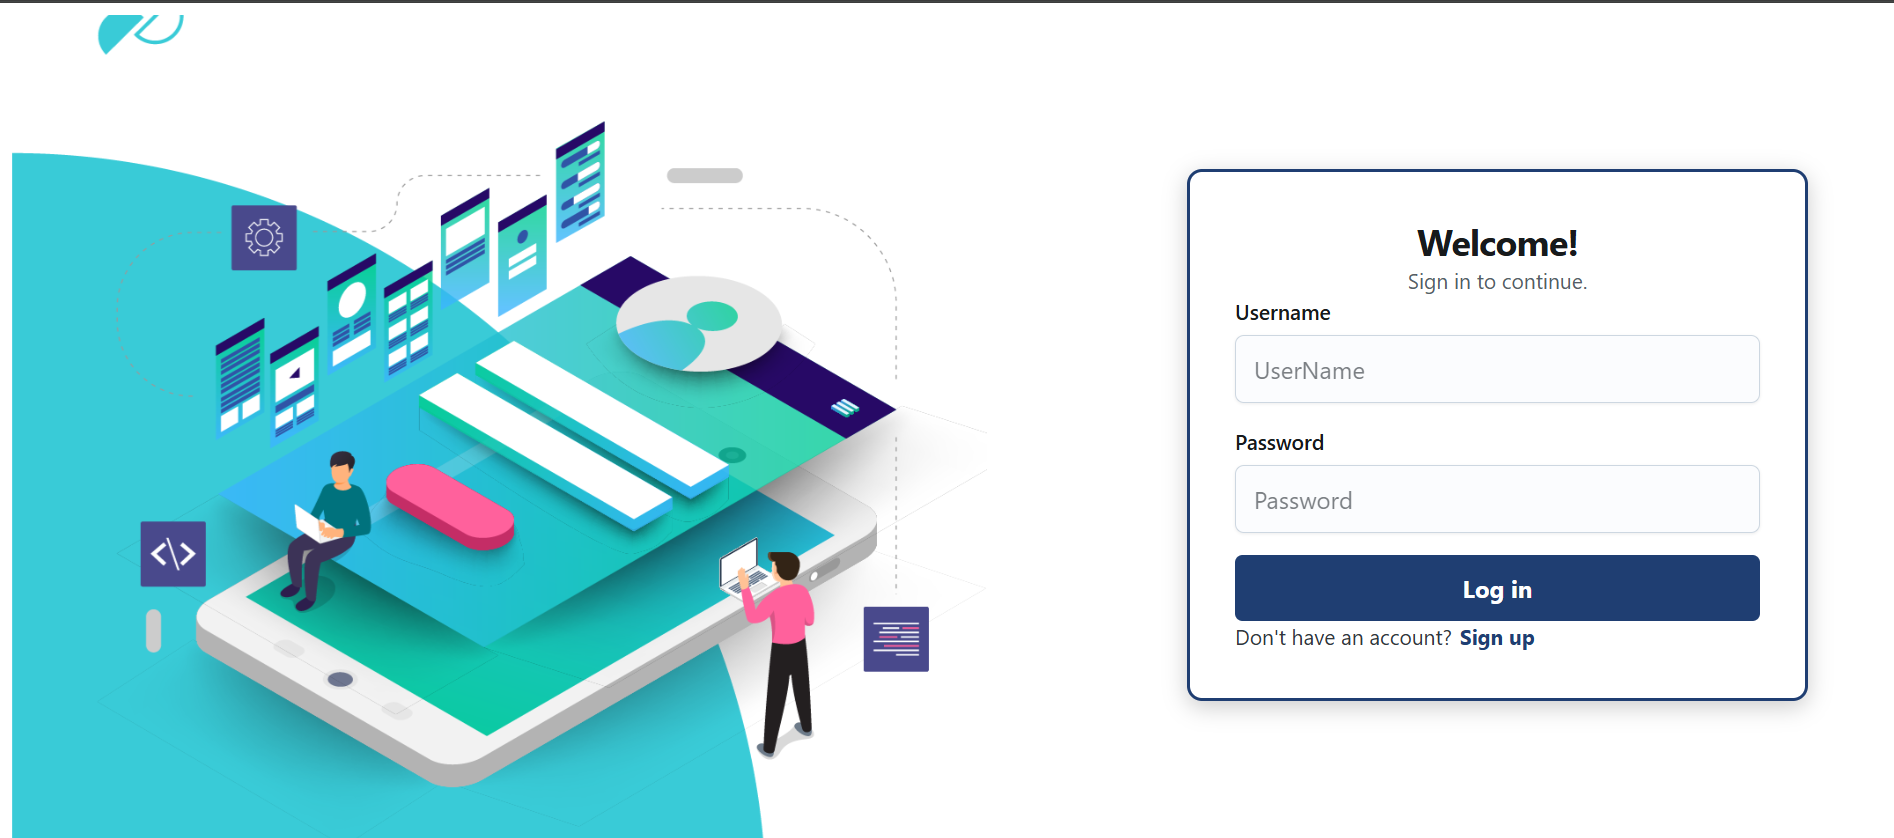 Welcome!
Sign in to continue.
Username
UserName
Password
Password
Log in
Don't have an account? Sign up